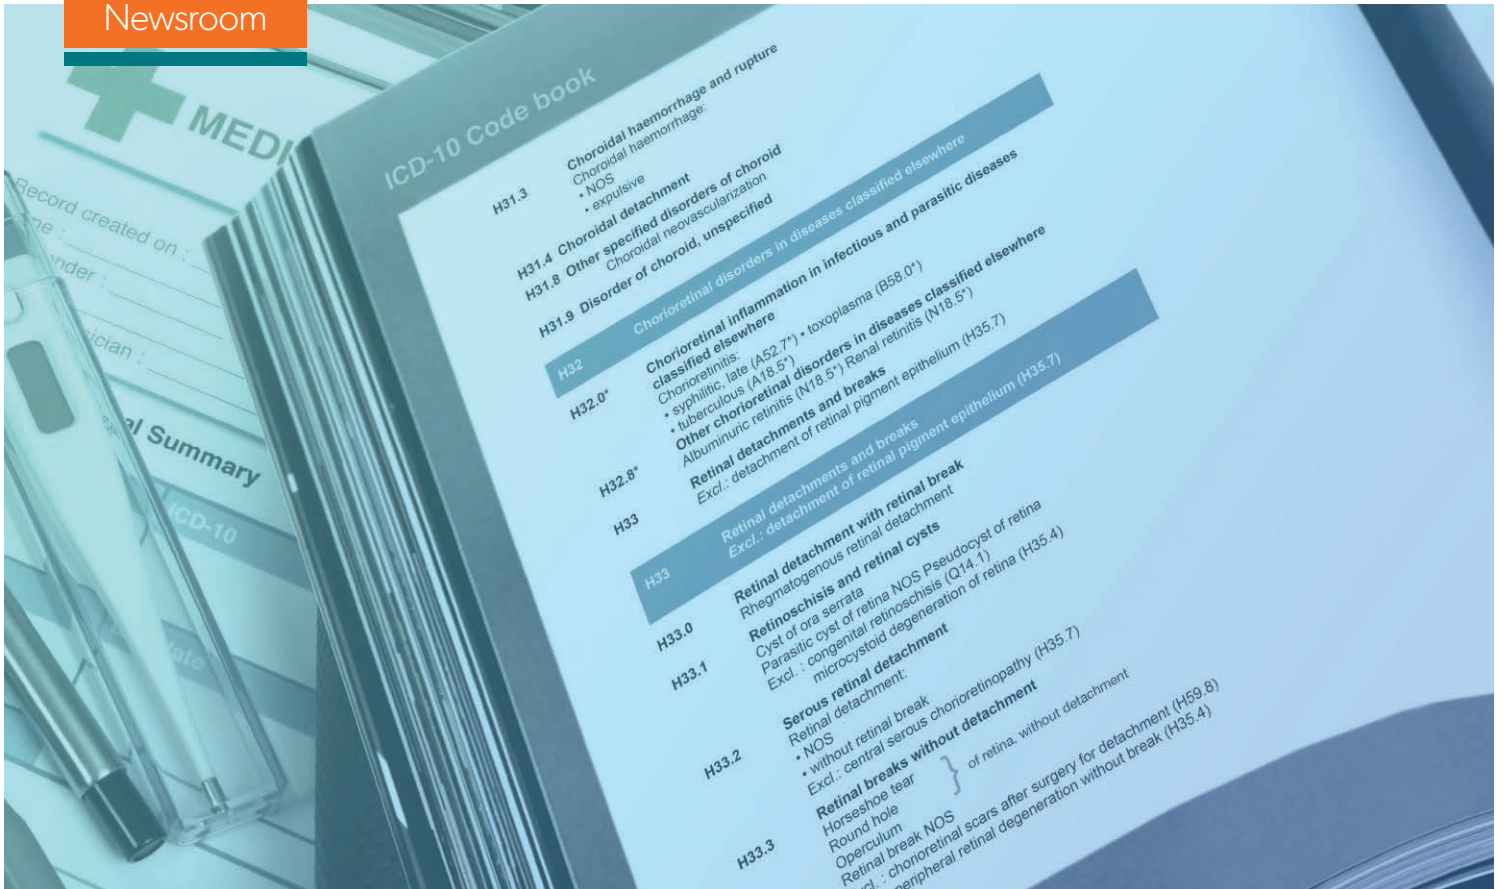 Newsroom
MEDI
Record created on :
ician :
al Summary
ICD-10
ICD-10 Code book
Choroidal haemorrhage and rupture
Choroidal haemorrhage:
• NOS
• expulsive
H31.3
H31.4 Choroidal detachment
H31.8 Other specified disorders of choroid
Choroidal neovascularization
H31.9 Disorder of choroid, unspecified
H32 Chorioretinal disorders in diseases classified elsewhere
H32.0* Chorioretinal inflammation in infectious and parasitic diseases
classified elsewhere
Chorioretinitis:
• syphilitic, late (A52.7*) • toxoplasma (B58.0*)
• tuberculous (A18.5*)
Other chorioretinal disorders in diseases classified elsewhere
H32.8* Albuminuric retinitis (N18.5*) Renal retinitis (N18.5*)
Retinal detachments and breaks
H33 Excl.: detachment of retinal pigment epithelium (H35.7)
H33 Retinal detachments and breaks
Excl.: detachment of retinal pigment epithelium (H35.7)
H33.0 Retinal detachment with retinal break
Rhegmatogenous retinal detachment
H33.1 Retinoschisis and retinal cysts
Cyst of ora serrata
Parasitic cyst of retina NOS Pseudocyst of retina
Excl. : congenital retinoschisis (Q14.1)
microcystoid degeneration of retina (H35.4)
H33.2 Serous retinal detachment
Retinal detachment:
• NOS
• without retinal break
Excl.: central serous chorioretinopathy (H35.7)
H33.3 Retinal breaks without detachment
Horseshoe tear
Round hole } of retina, without detachment
Operculum
Retinal break NOS
: chorioretinal scars after surgery for detachment (H59.8)
peripheral retinal degeneration without break (H35.4)